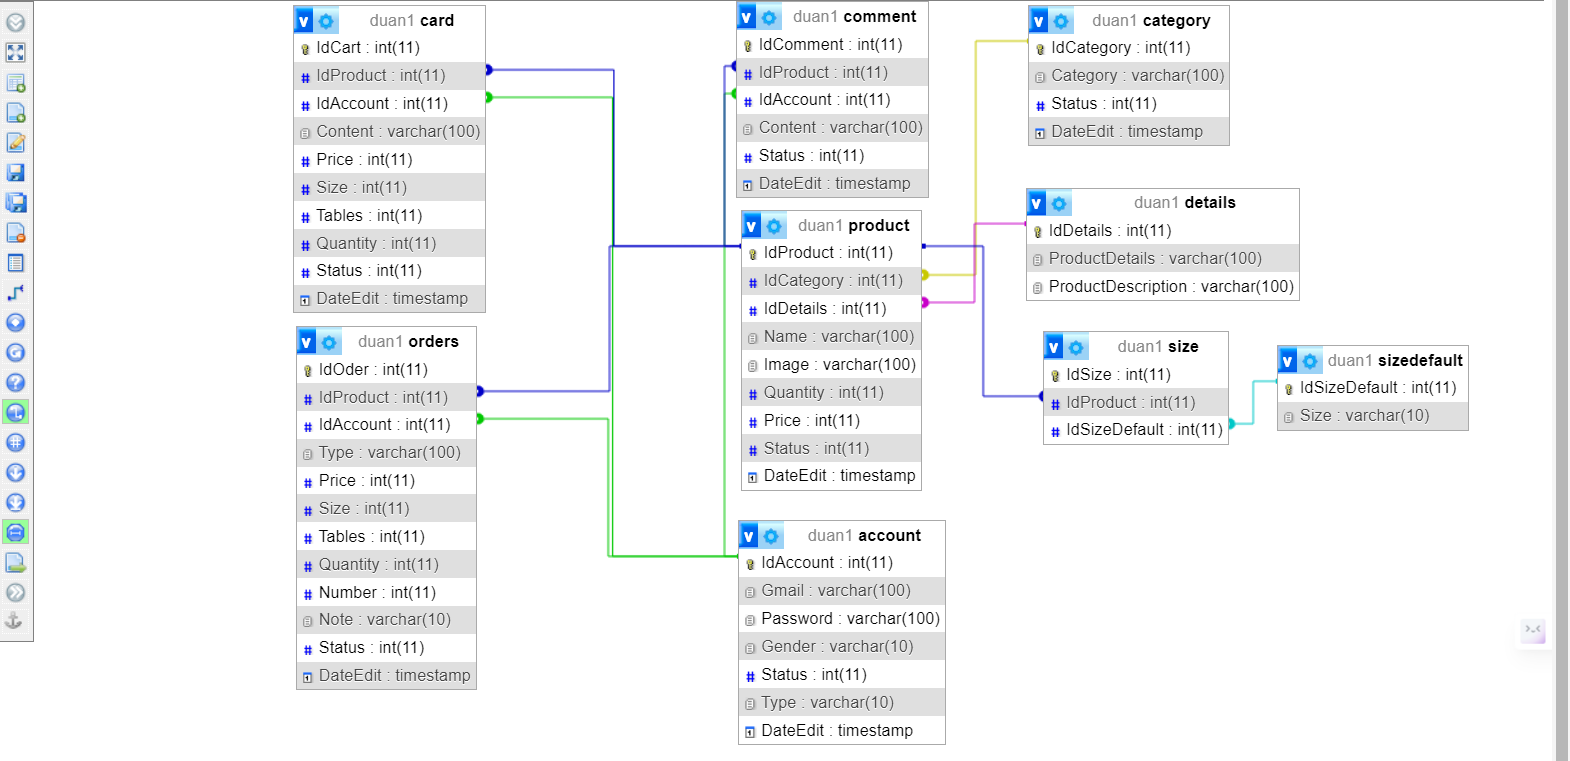 duan1 card
IdCart : int(11)
IdProduct : int(11)
IdAccount : int(11)
Content : varchar(100)
Price : int(11)
Size : int(11)
Tables : int(11)
Quantity : int(11)
Status : int(11)
DateEdit : timestamp
duan1 orders
IdOder : int(11)
IdProduct : int(11)
IdAccount : int(11)
Type : varchar(100)
Price : int(11)
Size : int(11)
Tables : int(11)
Quantity : int(11)
Number : int(11)
Note : varchar(10)
Status : int(11)
DateEdit : timestamp
duan1 comment
IdComment : int(11)
IdProduct : int(11)
IdAccount : int(11)
Content : varchar(100)
Status : int(11)
DateEdit : timestamp
duan1 product
IdProduct : int(11)
IdCategory : int(11)
IdDetails : int(11)
Name : varchar(100)
Image : varchar(100)
Quantity : int(11)
Price : int(11)
Status : int(11)
DateEdit : timestamp
duan1 account
IdAccount : int(11)
Gmail : varchar(100)
Password : varchar(100)
Gender : varchar(10)
Status : int(11)
Type : varchar(10)
DateEdit : timestamp
duan1 category
IdCategory : int(11)
Category : varchar(100)
Status : int(11)
DateEdit : timestamp
duan1 details
IdDetails : int(11)
ProductDetails : varchar(100)
ProductDescription : varchar(100)
duan1 size
IdSize : int(11)
IdProduct : int(11)
IdSizeDefault : int(11)
duan1 sizedefault
IdSizeDefault : int(11)
Size : varchar(10)